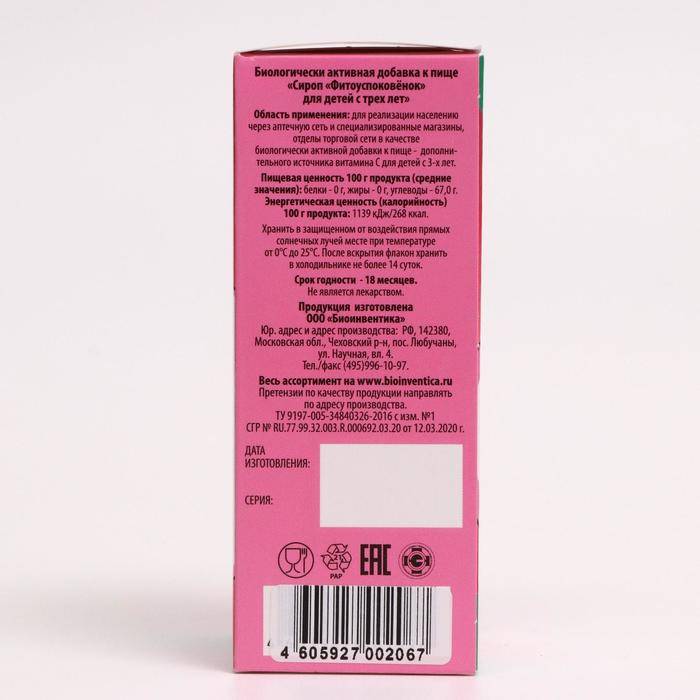 Биологически активная добавка к пище
«Сироп «Фитоуспоковёнок»
для детей с трех лет»
Область применения: для реализации населению
через аптечную сеть и специализированные магазины,
отделы торговой сети в качестве
биологически активной добавки к пище - дополни-
тельного источника витамина С для детей с 3-х лет.
Пищевая ценность 100 г продукта (средние
значения): белки - 0 г, жиры - 0 г, углеводы - 67,0 г.
Энергетическая ценность (калорийность)
100 г продукта: 1139 кДж/268 ккал.
Хранить в защищенном от воздействия прямых
солнечных лучей месте при температуре
от 0°С до 25°С. После вскрытия флакон хранить
в холодильнике не более 14 суток.
Срок годности - 18 месяцев.
Не является лекарством.
Продукция изготовлена
ООО «Биоинвентика»
Юр. адрес и адрес производства: РФ, 142380,
Московская обл., Чеховский р-н, пос. Любучаны,
ул. Научная, вл. 4.
Тел./факс (495)996-10-97.
Весь ассортимент на www.bioinventica.ru
Претензии по качеству продукции направлять
по адресу производства.
ТУ 9197-005-34840326-2016 с изм. №1
СГР № RU.77.99.32.003.R.000692.03.20 от 12.03.2020 г.
ДАТА
ИЗГОТОВЛЕНИЯ:
СЕРИЯ:
21
PAP
EAC
4 605927 002067